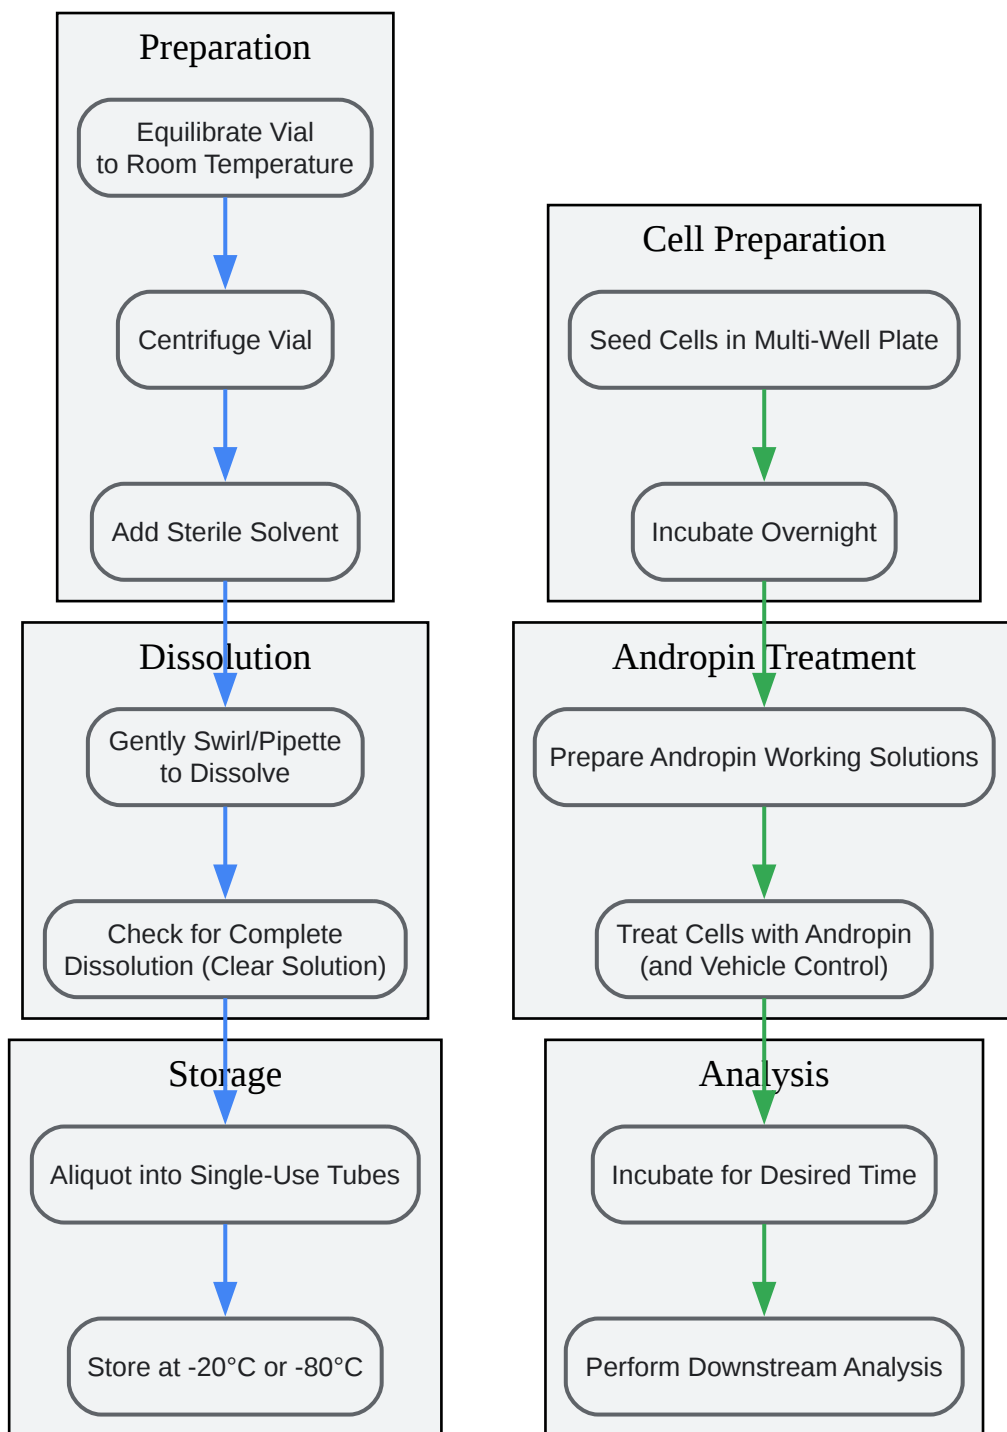 Preparation
Equilibrate Vial
to Room Temperature
Centrifuge Vial
Add Sterile Solvent
Dissolution
Gently Swirl/Pipette
to Dissolve
Check for Complete
Dissolution (Clear Solution)
Storage
Aliquot into Single-Use Tubes
Store at -20°C or -80°C
Cell Preparation
Seed Cells in Multi-Well Plate
Incubate Overnight
Andropin Treatment
Prepare Andropin Working Solutions
Treat Cells with Andropin
(and Vehicle Control)
Analysis
Incubate for Desired Time
Perform Downstream Analysis